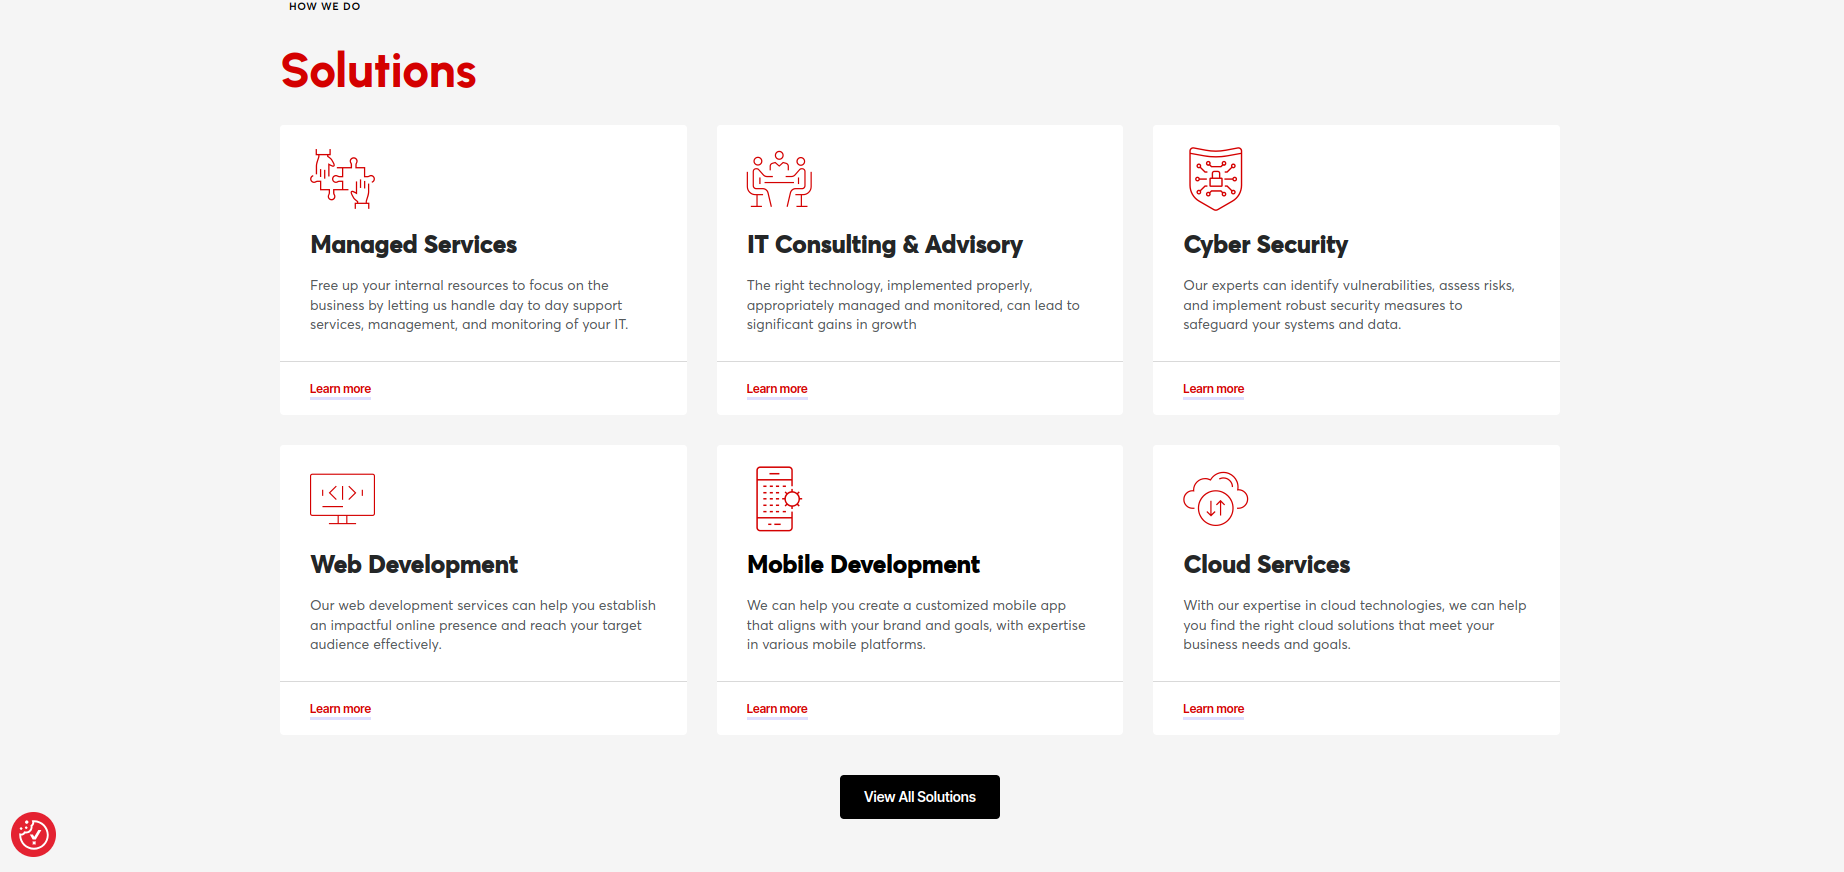 HOW WE DO
Solutions
Managed Services
Free up your internal resources to focus on the
business by letting us handle day to day support
services, management, and monitoring of your IT.
Learn more
IT Consulting & Advisory
The right technology, implemented properly,
appropriately managed and monitored, can lead to
significant gains in growth
Learn more
Cyber Security
Our experts can identify vulnerabilities, assess risks,
and implement robust security measures to
safeguard your systems and data.
Learn more
Web Development
Our web development services can help you establish
an impactful online presence and reach your target
audience effectively.
Learn more
Mobile Development
We can help you create a customized mobile app
that aligns with your brand and goals, with expertise
in various mobile platforms.
Learn more
Cloud Services
With our expertise in cloud technologies, we can help
you find the right cloud solutions that meet your
business needs and goals.
Learn more
View All Solutions